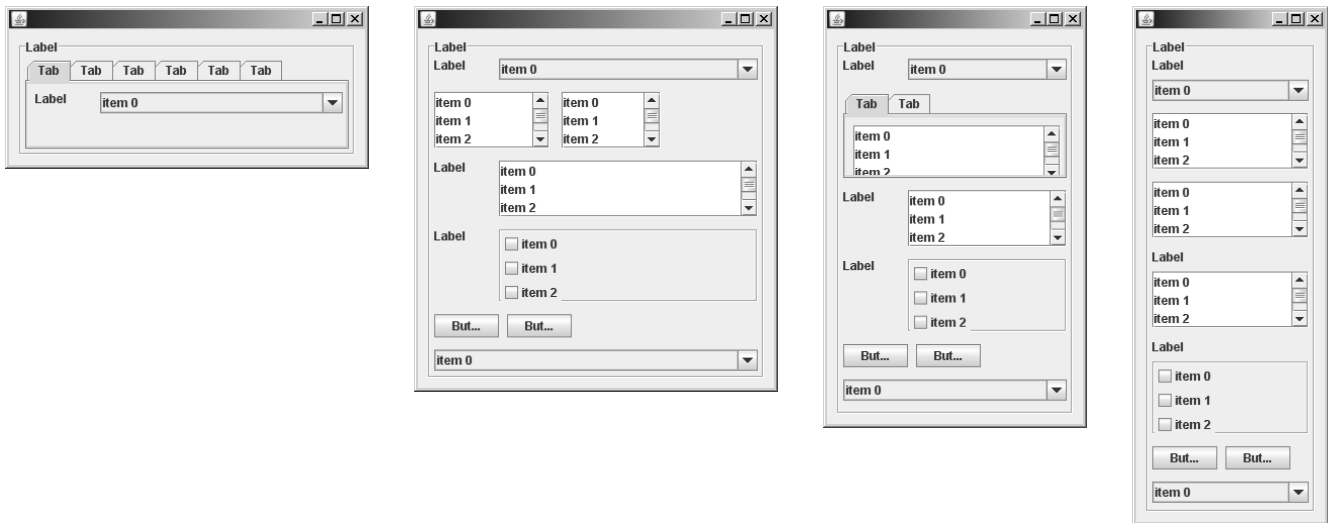 Label
Tab Tab Tab Tab Tab Tab
Label item 0
Label
Label item 0
item 0 item 0
item 1 item 1
item 2 item 2
Label item 0
item 1
item 2
Label item 0
item 1
item 2
But... But...
item 0
Label
Label item 0
Tab Tab
item 0
item 1
item 2
Label item 0
item 1
item 2
Label item 0
item 1
item 2
But... But...
item 0
Label
Label
item 0
item 0
item 1
item 2
item 0
item 1
item 2
Label
item 0
item 1
item 2
Label
item 0
item 1
item 2
But... But...
item 0